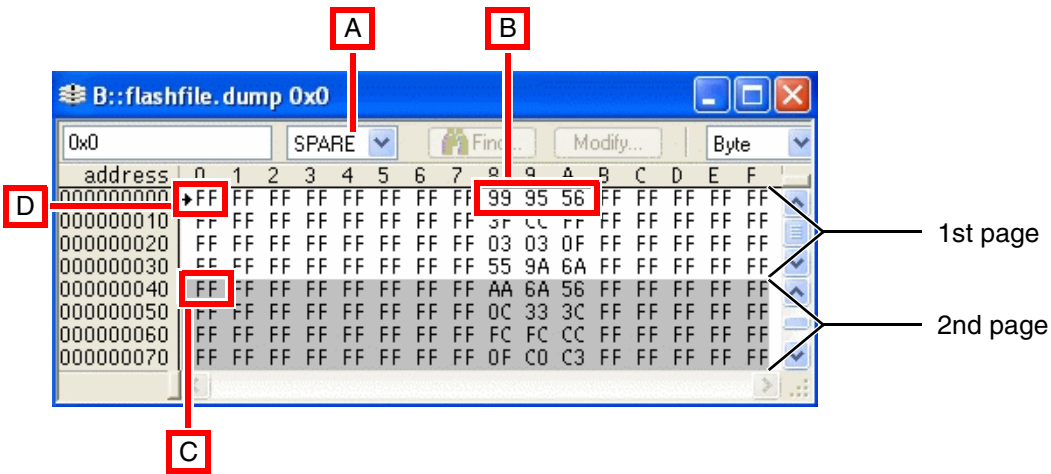 A B
B::flashfile.dump 0x0
0x0 SPARE Find... Modify... Byte
address 0 1 2 3 4 5 6 7 8 9 A B C D E F
D 000000000 FF FF FF FF FF FF FF FF 99 95 56 FF FF FF FF FF
000000010 FF FF FF FF FF FF FF FF 3F CC FF FF FF FF FF FF
1st page
000000020 FF FF FF FF FF FF FF FF 03 03 0F FF FF FF FF FF
000000030 FF FF FF FF FF FF FF FF 55 9A 6A FF FF FF FF FF
000000040 FF FF FF FF FF FF FF FF AA 6A 56 FF FF FF FF FF
000000050 FF FF FF FF FF FF FF FF 0C 33 3C FF FF FF FF FF
2nd page
000000060 FF FF FF FF FF FF FF FF FC FC CC FF FF FF FF FF
000000070 FF FF FF FF FF FF FF FF 0F C0 C3 FF FF FF FF FF
C